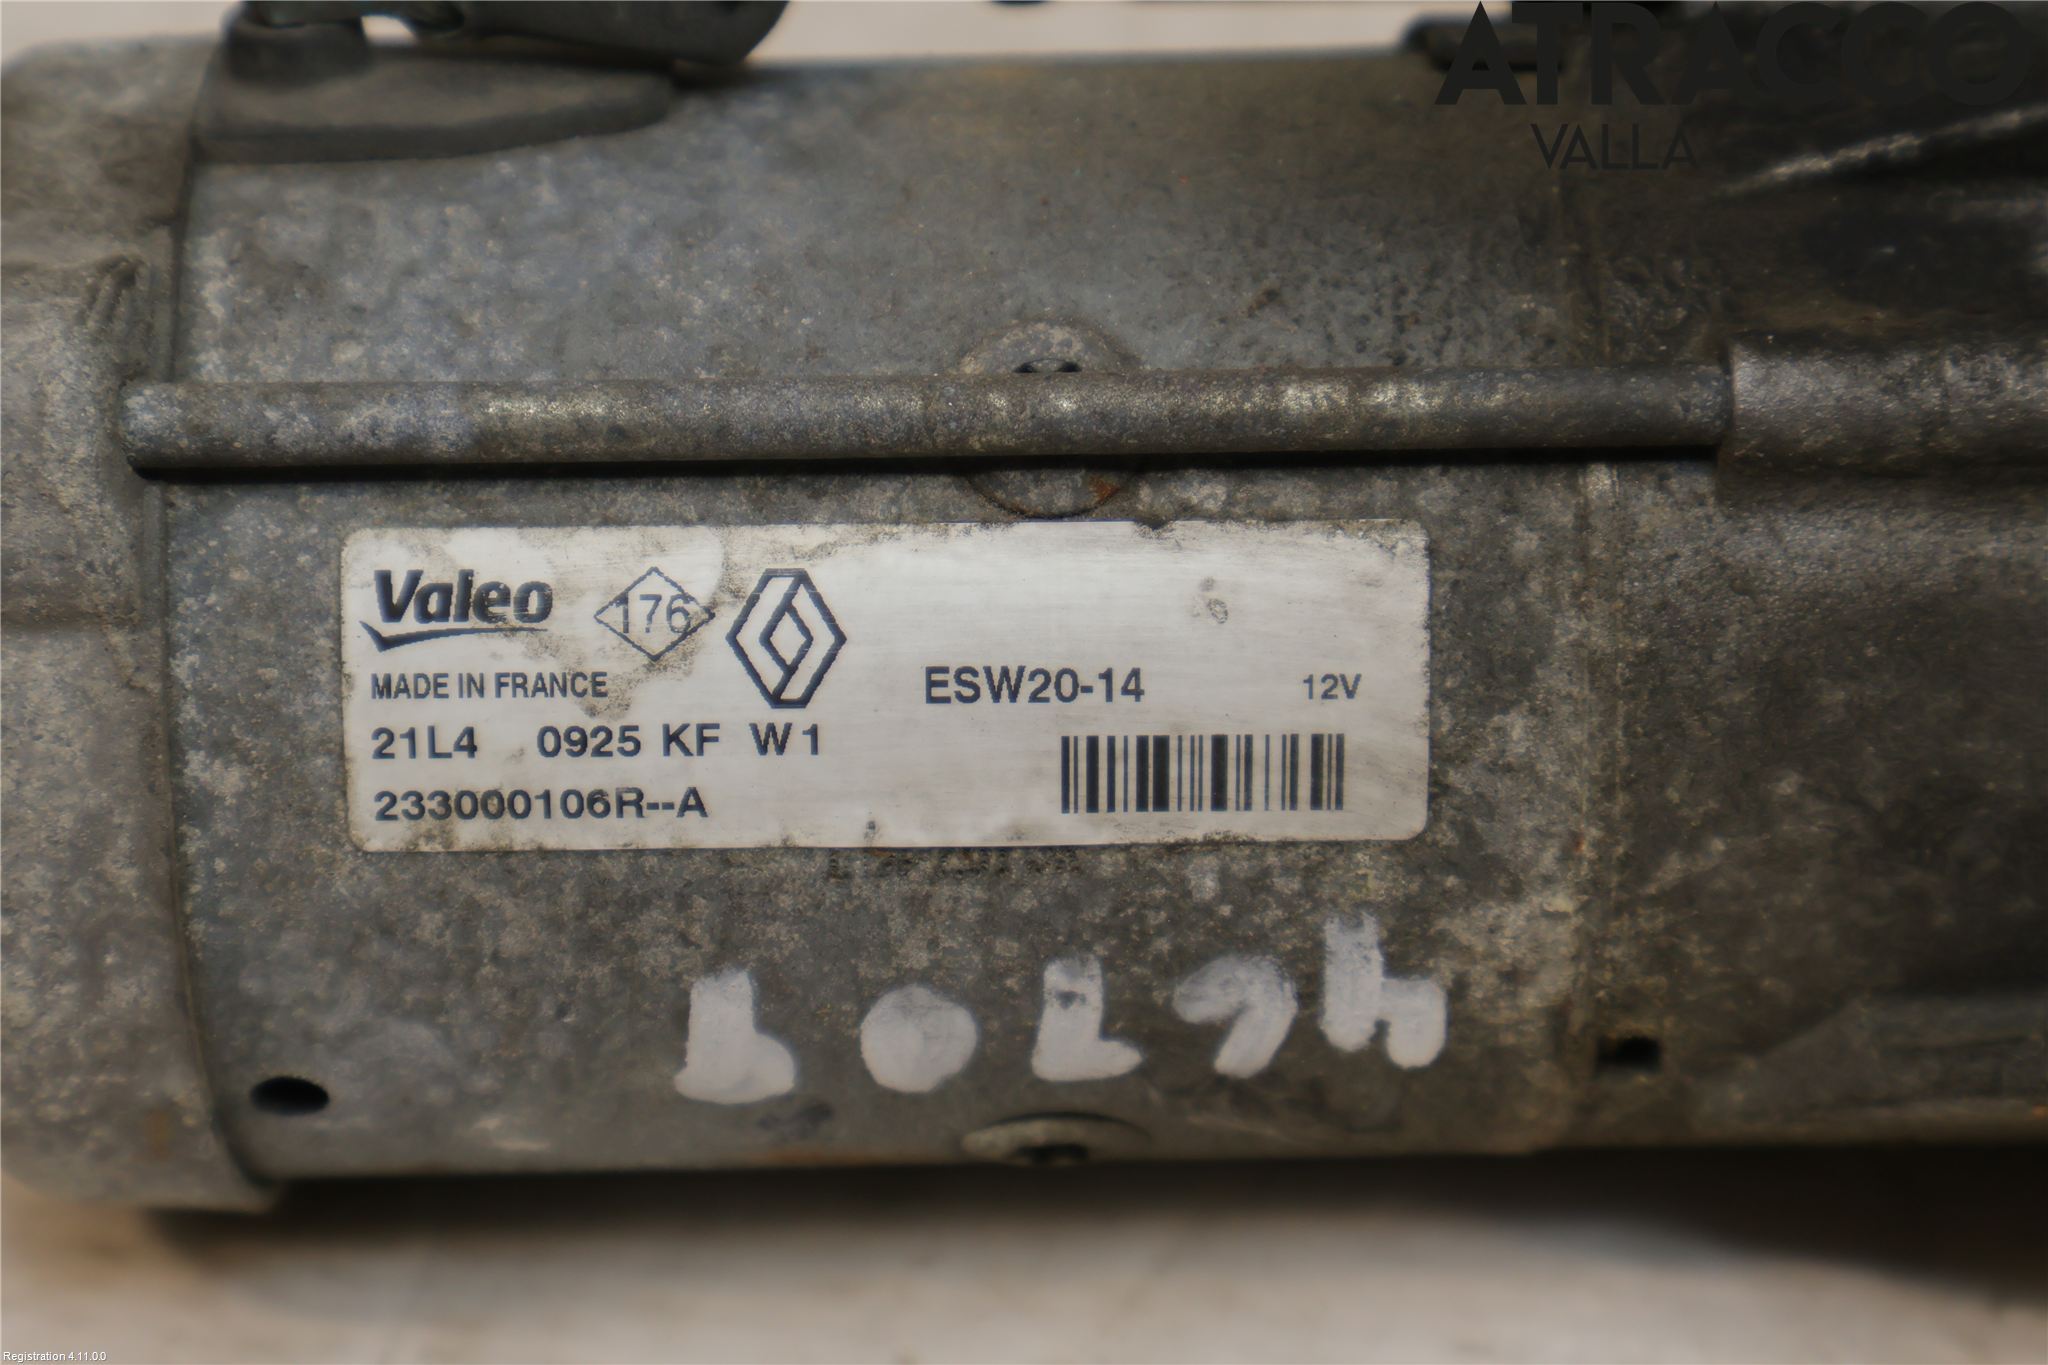 ATRACCO
VALLA
Valeo
176
MADE IN FRANCE
ESW20-14
12V
21L4 0925 KF W1
233000106R--A
Registration 4.11.0.0